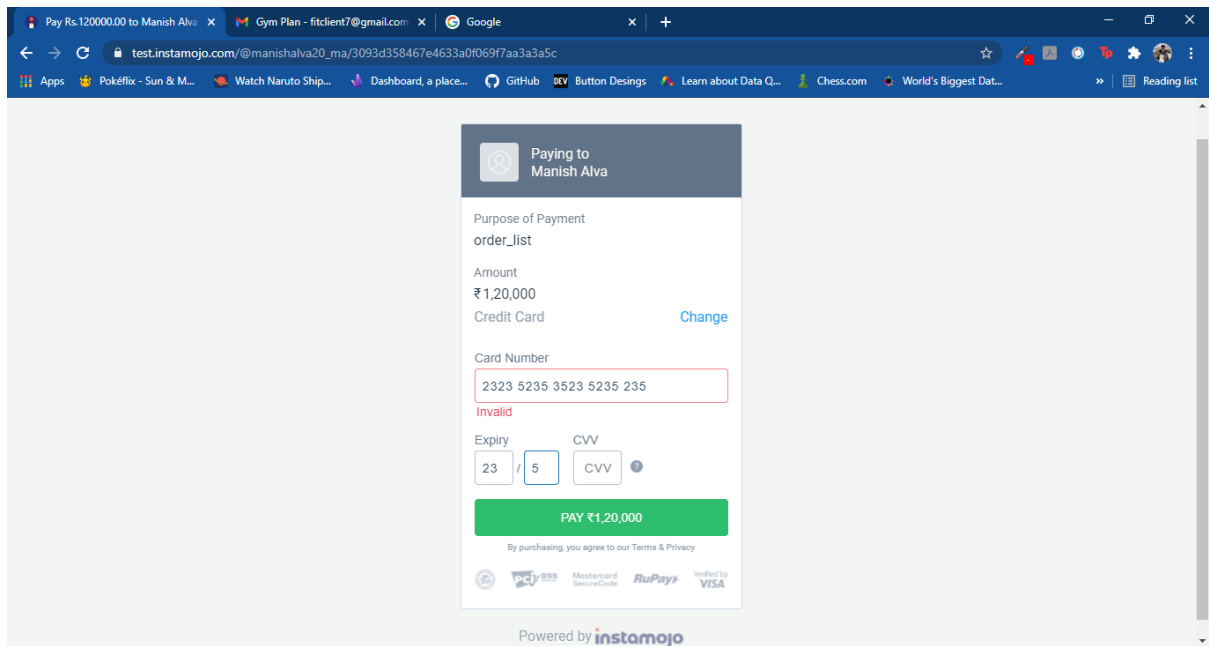 Pay Rs.120000.00 to Manish Alva
Gym Plan - fitclient7@gmail.com
Google
test.instamojo.com/@manishalva20_ma/3093d358467e4633a0f069f7aa3a3a5c
Apps
Pokéflix - Sun & M...
Watch Naruto Ship...
Dashboard, a place...
GitHub
DEV Button Desings
Learn about Data Q...
Chess.com
World's Biggest Dat...
»
Reading list
Paying to
Manish Alva
Purpose of Payment
order_list
Amount
₹1,20,000
Credit Card Change
Card Number
2323 5235 3523 5235 235
Invalid
Expiry CVV
23 / 5 CVV ?
PAY ₹1,20,000
By purchasing, you agree to our Terms & Privacy
PCI DSS
Mastercard
SecureCode
RuPay
Verified by
VISA
Powered by instamojo